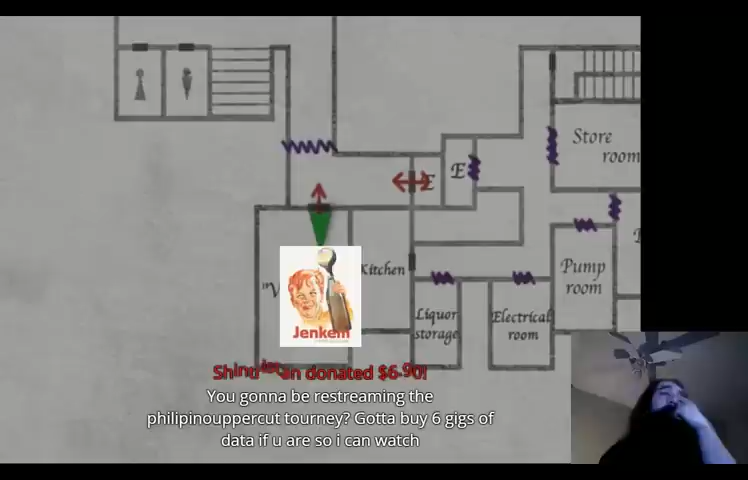 Store
room
E
E
"V
Kitchen
Pump
room
Liquor
storage
Electrical
room
Jenkem
donated $6.90!
You gonna be restreaming the
philipinouppercut tourney? Gotta buy 6 gigs of
data if u are so i can watch